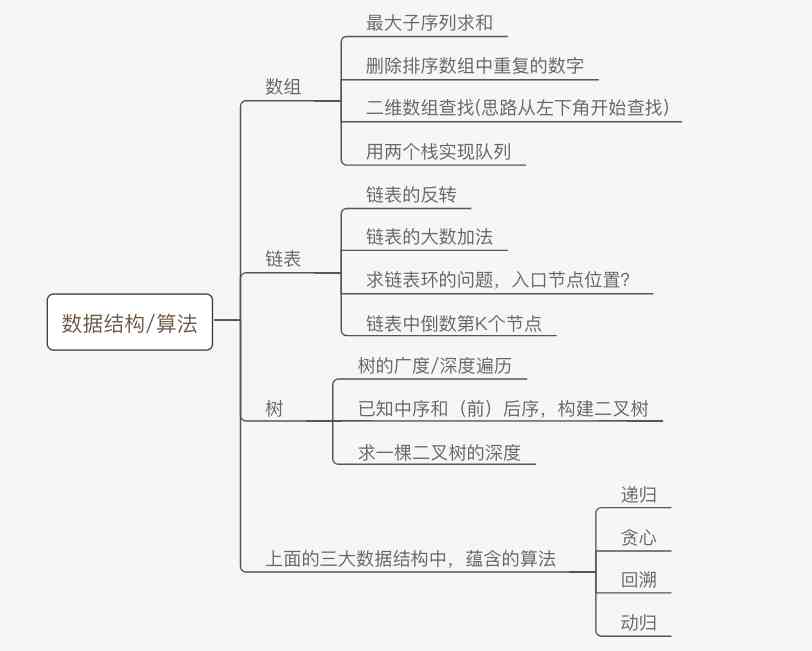 数据结构/算法
数组
最大子序列求和
删除排序数组中重复的数字
二维数组查找(思路从左下角开始查找）
用两个栈实现队列
链表
链表的反转
链表的大数加法
求链表环的问题，入口节点位置?
链表中倒数第K个节点
树
树的广度/深度遍历
已知中序和（前）后序，构建二叉树
求一棵二叉树的深度
上面的三大数据结构中，蕴含的算法
递归
贪心
回溯
动归